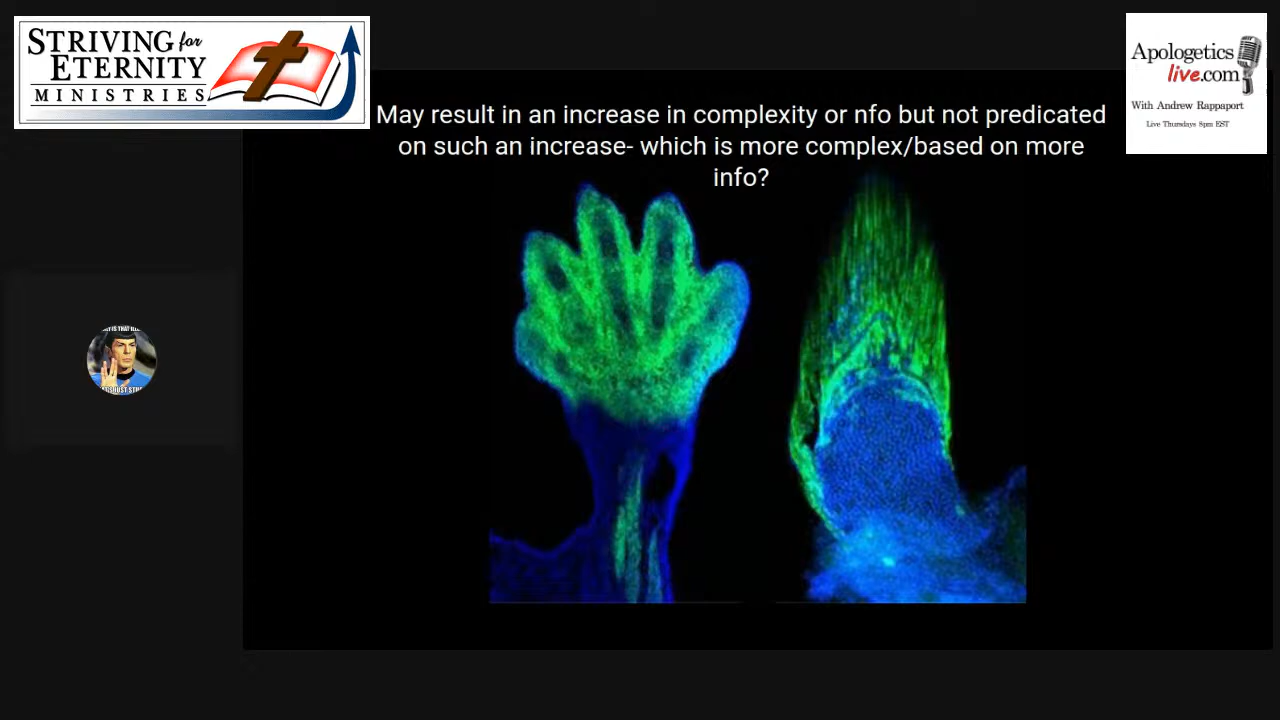 STRIVING for
ETERNITY
MINISTRIES
Apologetics
live.com
With Andrew Rappaport
Live Thursdays 8pm EST
May result in an increase in complexity or nfo but not predicated
on such an increase- which is more complex/based on more
info?